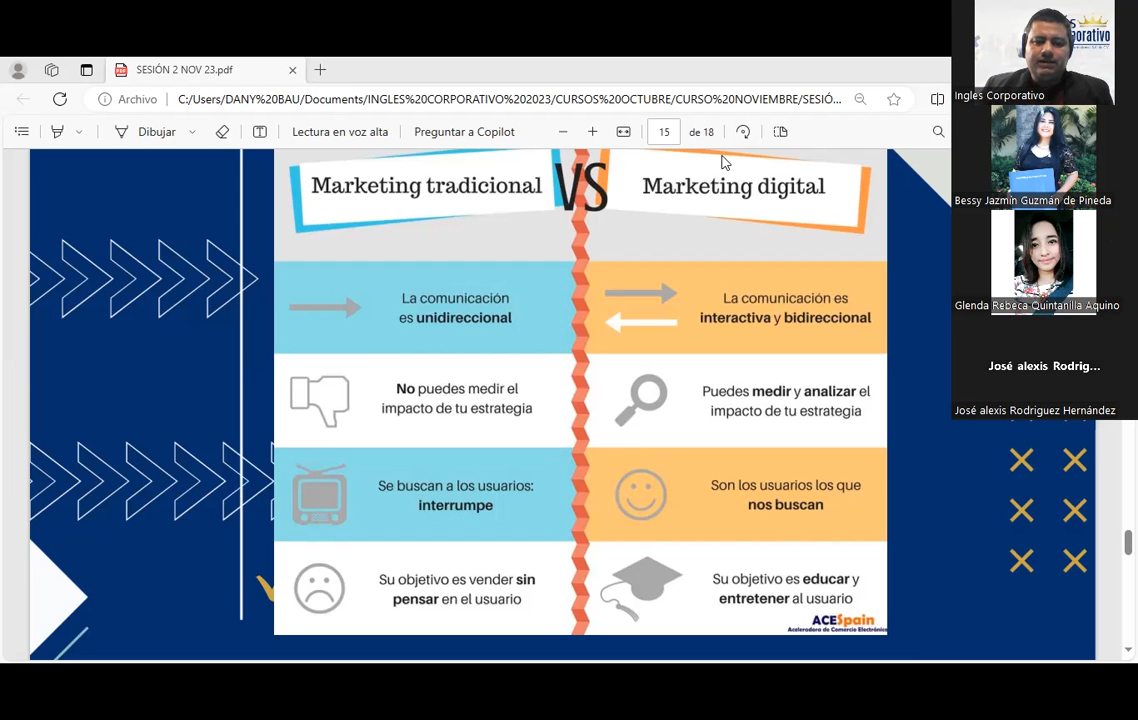 SESIÓN 2 NOV 23.pdf
Archivo
C:/Users/DANY%20BAU/Documents/INGLES%20CORPORATIVO%202023/CURSOS%20OCTUBRE/CURSO%20NOVIEMBRE/SESIÓ...
Dibujar
Lectura en voz alta
Preguntar a Copilot
15
de 18
Marketing tradicional
VS
Marketing digital
La comunicación
es unidireccional
La comunicación es
interactiva y bidireccional
No puedes medir el
impacto de tu estrategia
Puedes medir y analizar el
impacto de tu estrategia
Se buscan a los usuarios:
interrumpe
Son los usuarios los que
nos buscan
Su objetivo es vender sin
pensar en el usuario
Su objetivo es educar y
entretener al usuario
ACESpain
Aceleradora de Comercio Electrónico
Ingles Corporativo
Bessy Jazmín Guzmán de Pineda
Glenda Rebeca Quintanilla Aquino
José alexis Rodrig...
José alexis Rodriguez Hernández